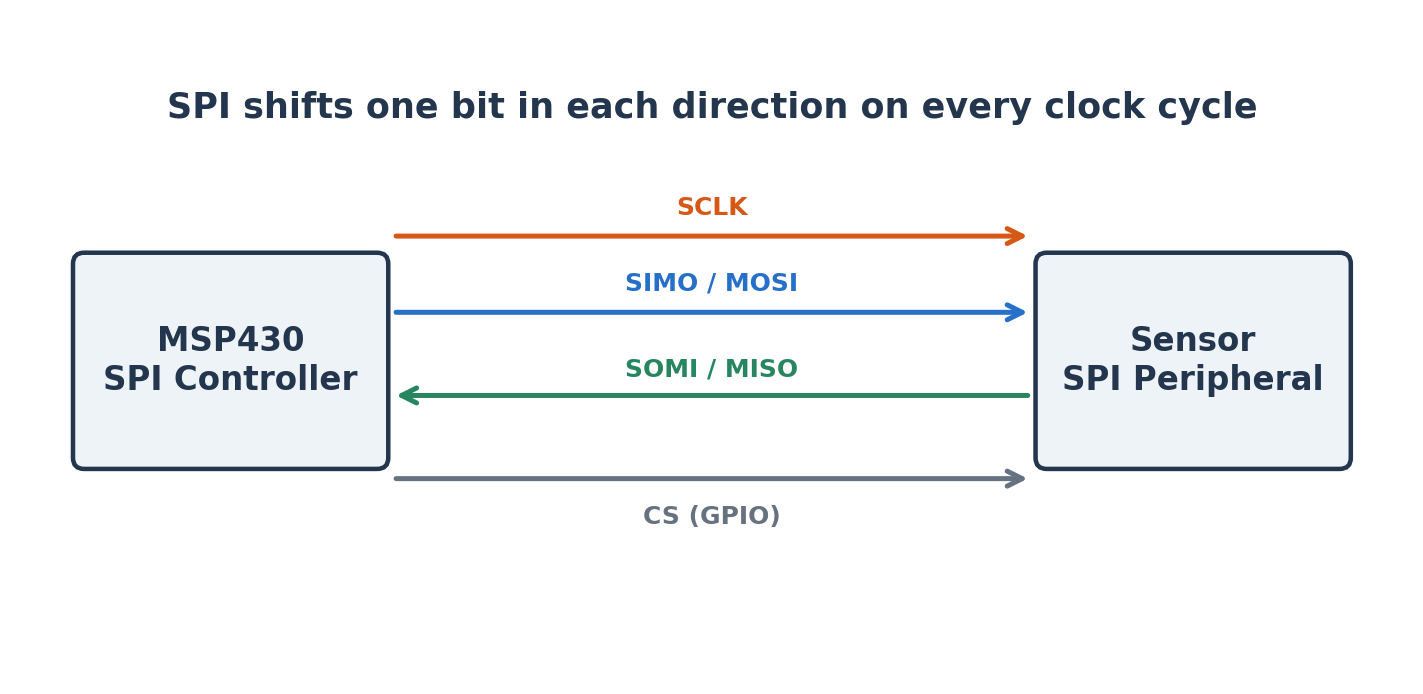 SPI shifts one bit in each direction on every clock cycle
SCLK
SIMO / MOSI
MSP430
SPI Controller
SOMI / MISO
Sensor
SPI Peripheral
CS (GPIO)